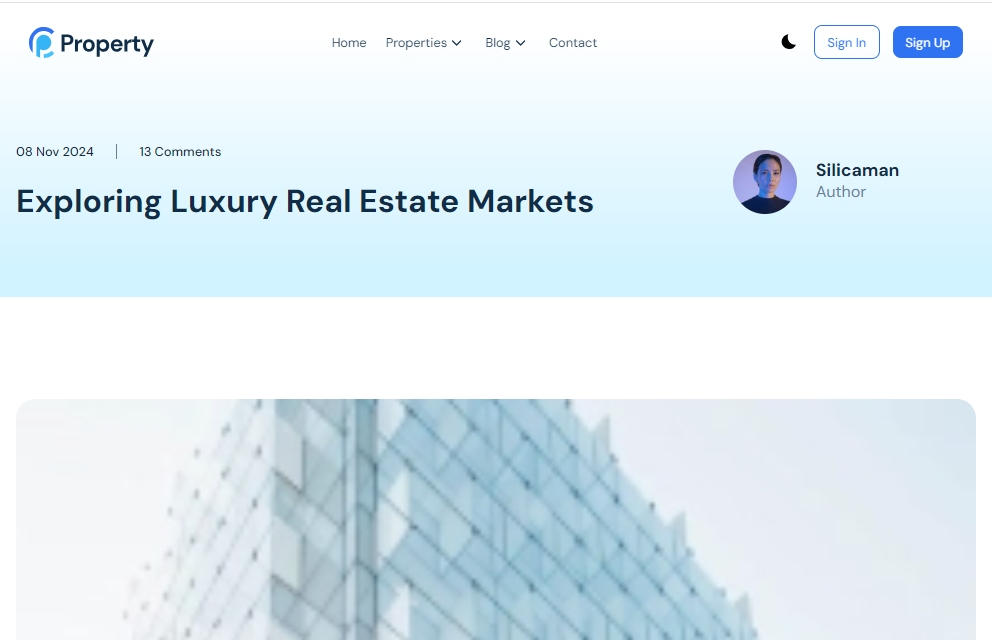 Property
Home Properties Blog Contact
Sign In Sign Up
08 Nov 2024 13 Comments
Exploring Luxury Real Estate Markets
Silicaman
Author